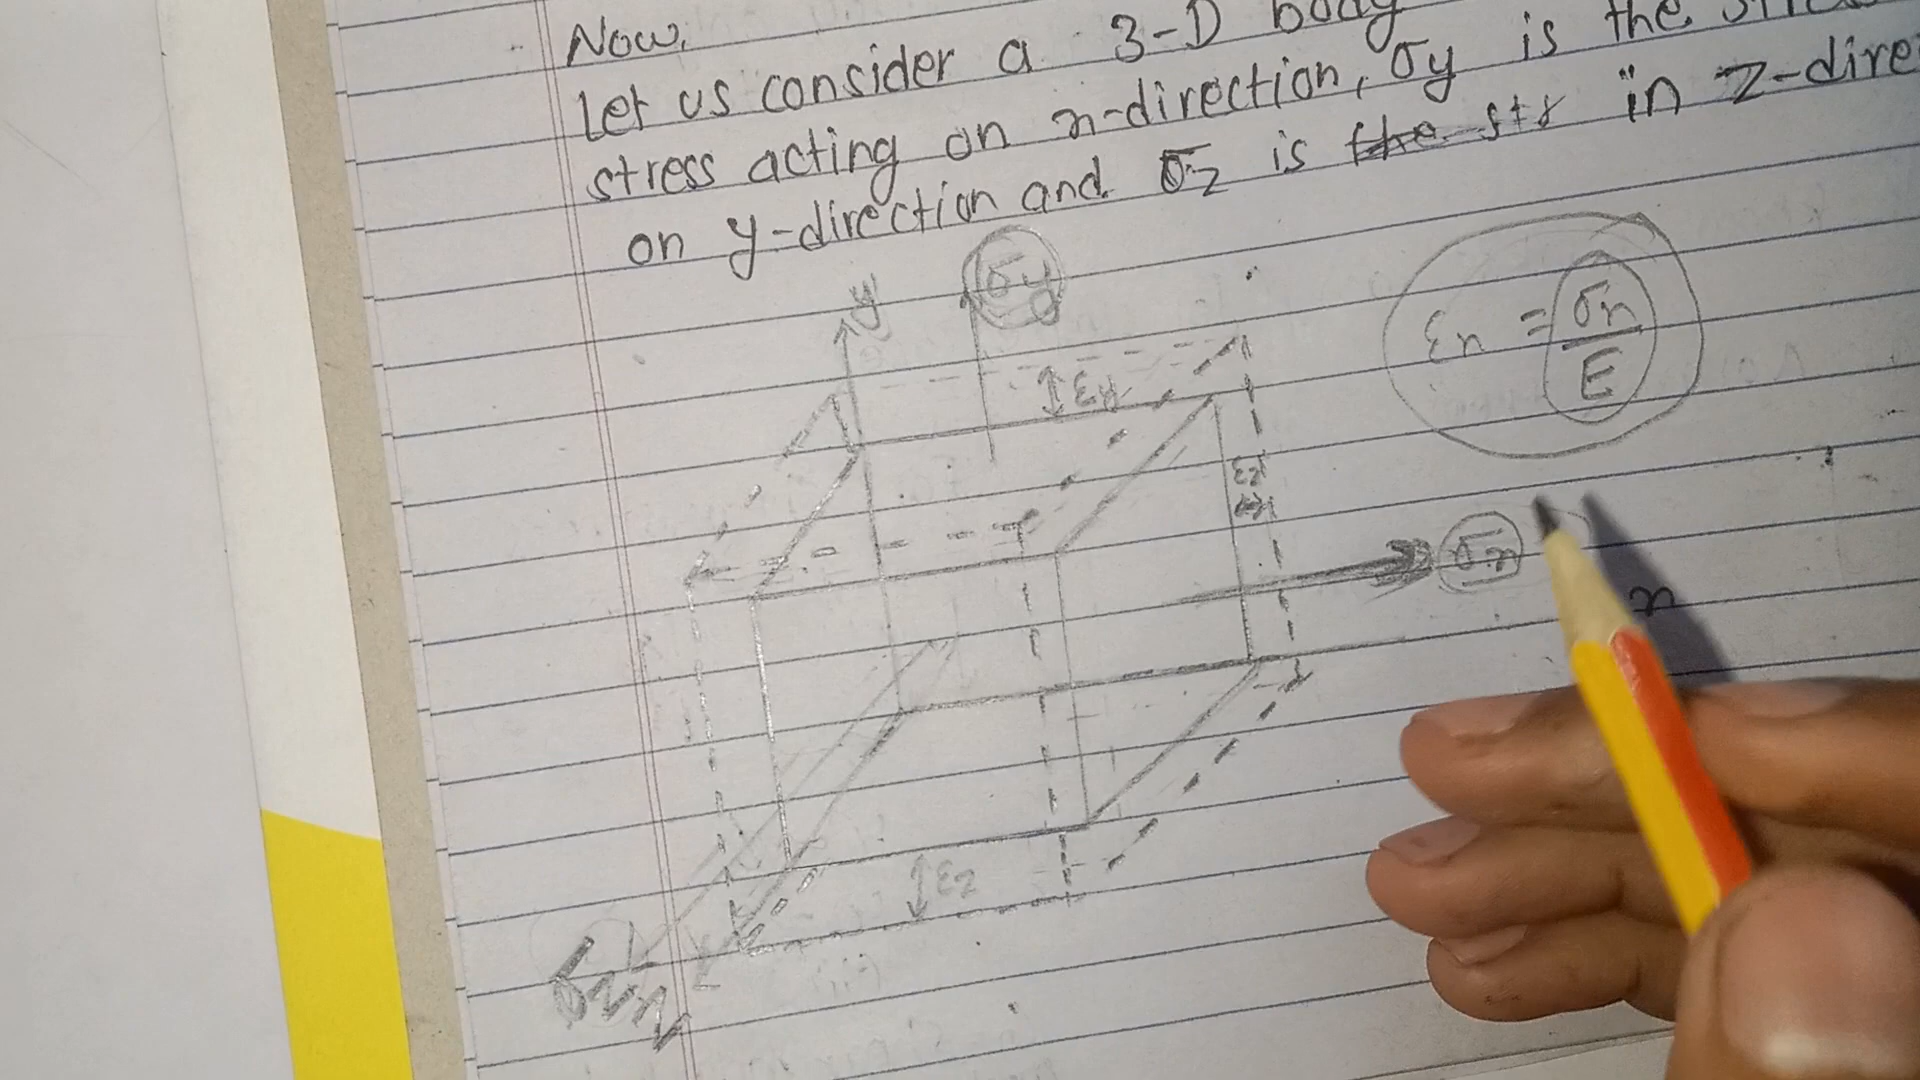 Now,
Let us consider a 3-D body
stress acting on x-direction, σy is the
on y-direction and σz is the str in z-dire
y
σy
εx = σx/E
εy
εx
σx
x
εz